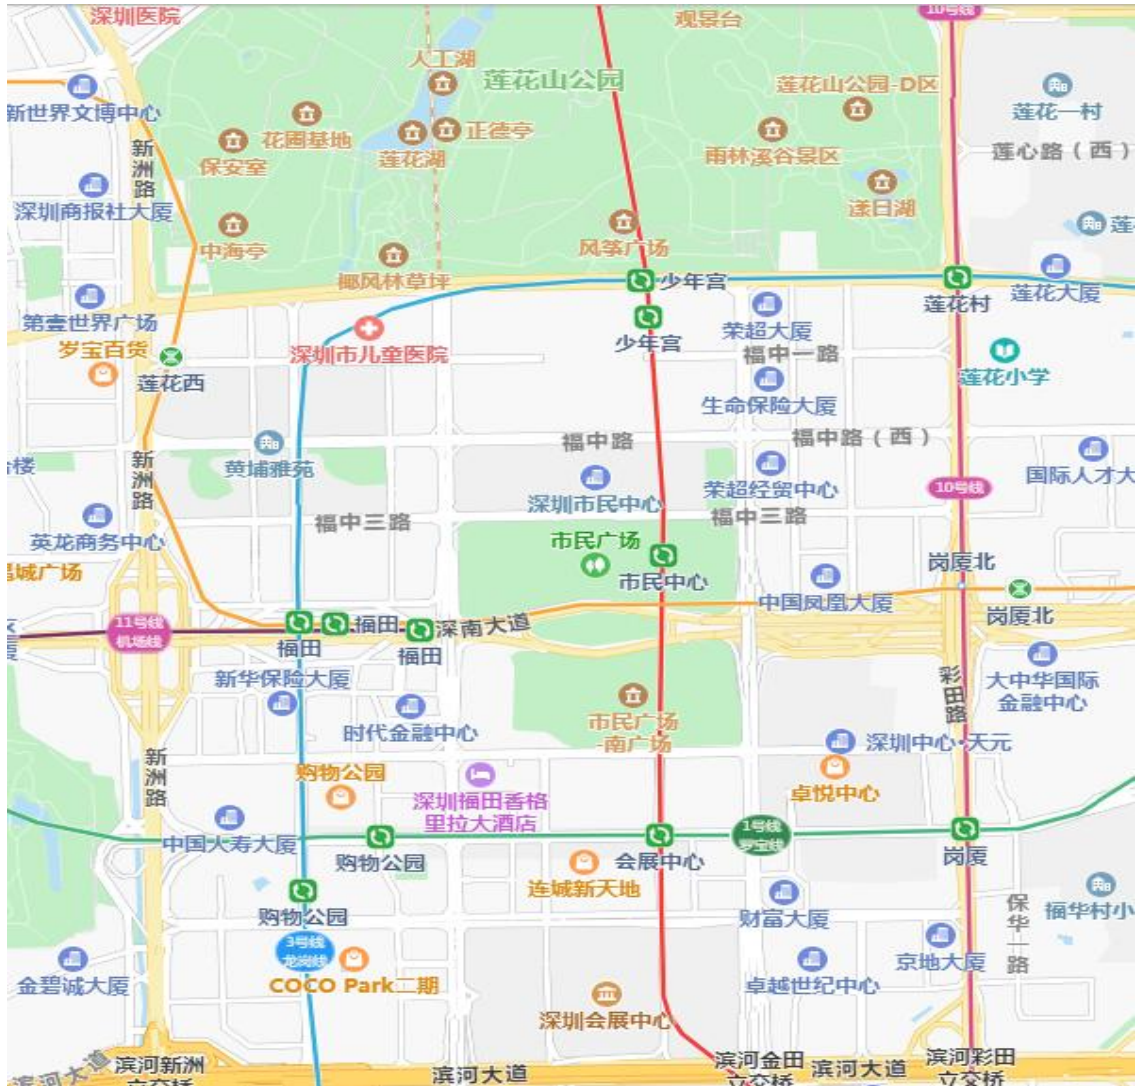 深圳医院
10号线
观景台
人工湖
莲花山公园
莲花山公园-D区
新世界文博中心
花圃基地
正德亭
莲花一村
保安室
莲花湖
雨林溪谷景区
莲心路（西）
新洲路
深圳商报社大厦
漾日湖
中海亭
风筝广场
椰风林草坪
少年宫
莲花村
莲花大厦
第壹世界广场
岁宝百货
深圳市儿童医院
少年宫
荣超大厦
福中一路
莲花西
莲花小学
生命保险大厦
福中路
福中路（西）
黄埔雅苑
新洲路
深圳市民中心
荣超经贸中心
国际人才大
10号线
福中三路
福中三路
英龙商务中心
市民广场
市民中心
岗厦北
中国凤凰大厦
岗厦北
11号线
机场线
福田
福田
福田
深南大道
新华保险大厦
大中华国际
金融中心
彩田路
时代金融中心
市民广场
-南广场
深圳中心·天元
新洲路
购物公园
深圳福田香格
里拉大酒店
卓悦中心
中国人寿大厦
购物公园
会展中心
1号线
罗宝线
岗厦
连城新天地
购物公园
财富大厦
保华一路
福华村小
3号线
龙岗线
京地大厦
金碧诚大厦
COCO Park二期
卓越世纪中心
深圳会展中心
滨河大道
滨河新洲
立交桥
滨河大道
滨河金田
立交桥
滨河大道
滨河彩田
立交桥